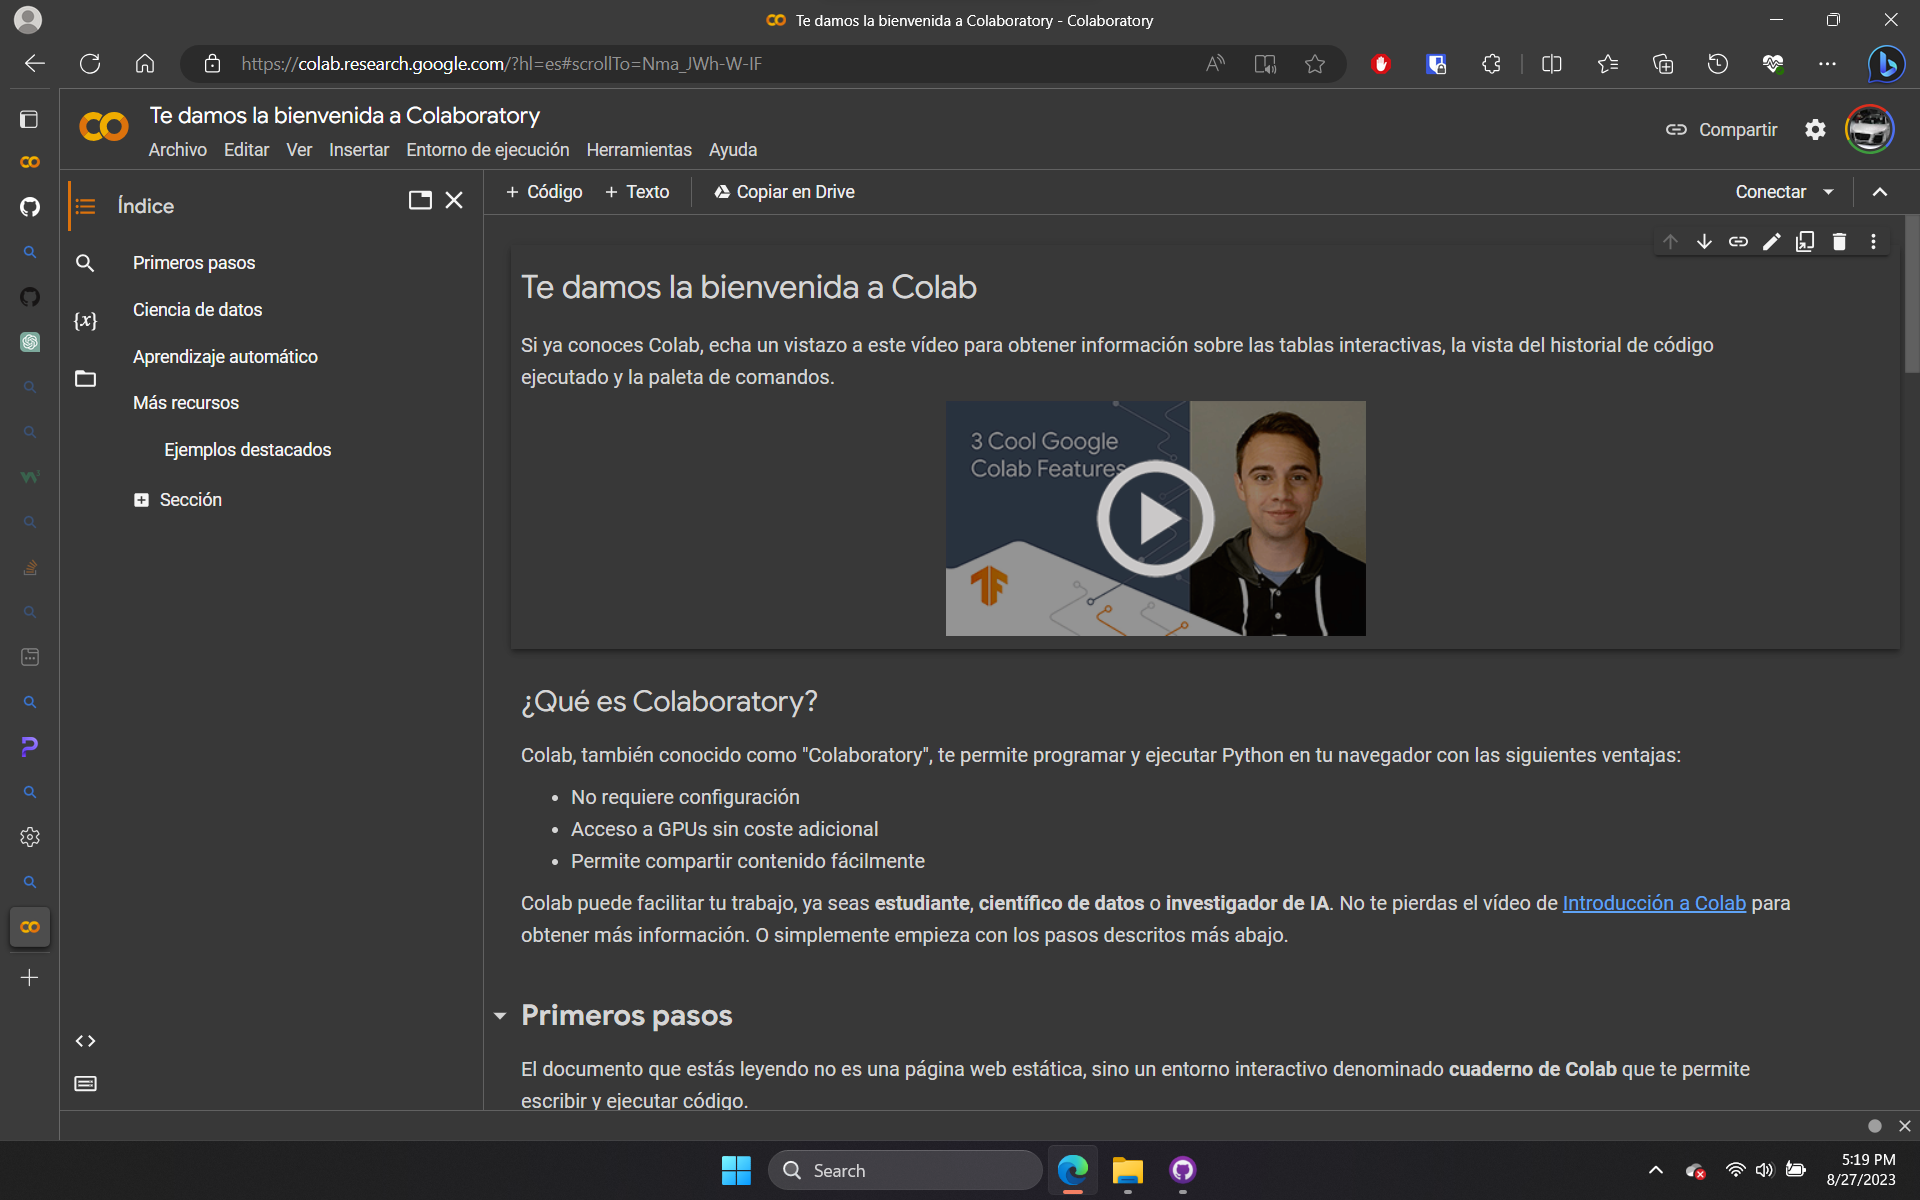 Te damos la bienvenida a Colaboratory - Colaboratory
https://colab.research.google.com/?hl=es#scrollTo=Nma_JWh-W-IF
Te damos la bienvenida a Colaboratory
Archivo Editar Ver Insertar Entorno de ejecución Herramientas Ayuda
Compartir
Índice
Primeros pasos
Ciencia de datos
Aprendizaje automático
Más recursos
Ejemplos destacados
Sección
{x}
+ Código + Texto Copiar en Drive
Conectar
Te damos la bienvenida a Colab
Si ya conoces Colab, echa un vistazo a este vídeo para obtener información sobre las tablas interactivas, la vista del historial de código
ejecutado y la paleta de comandos.
3 Cool Google
Colab Features
¿Qué es Colaboratory?
Colab, también conocido como "Colaboratory", te permite programar y ejecutar Python en tu navegador con las siguientes ventajas:
• No requiere configuración
• Acceso a GPUs sin coste adicional
• Permite compartir contenido fácilmente
Colab puede facilitar tu trabajo, ya seas estudiante, científico de datos o investigador de IA. No te pierdas el vídeo de Introducción a Colab para
obtener más información. O simplemente empieza con los pasos descritos más abajo.
Primeros pasos
El documento que estás leyendo no es una página web estática, sino un entorno interactivo denominado cuaderno de Colab que te permite
escribir y ejecutar código.
Search
5:19 PM
8/27/2023